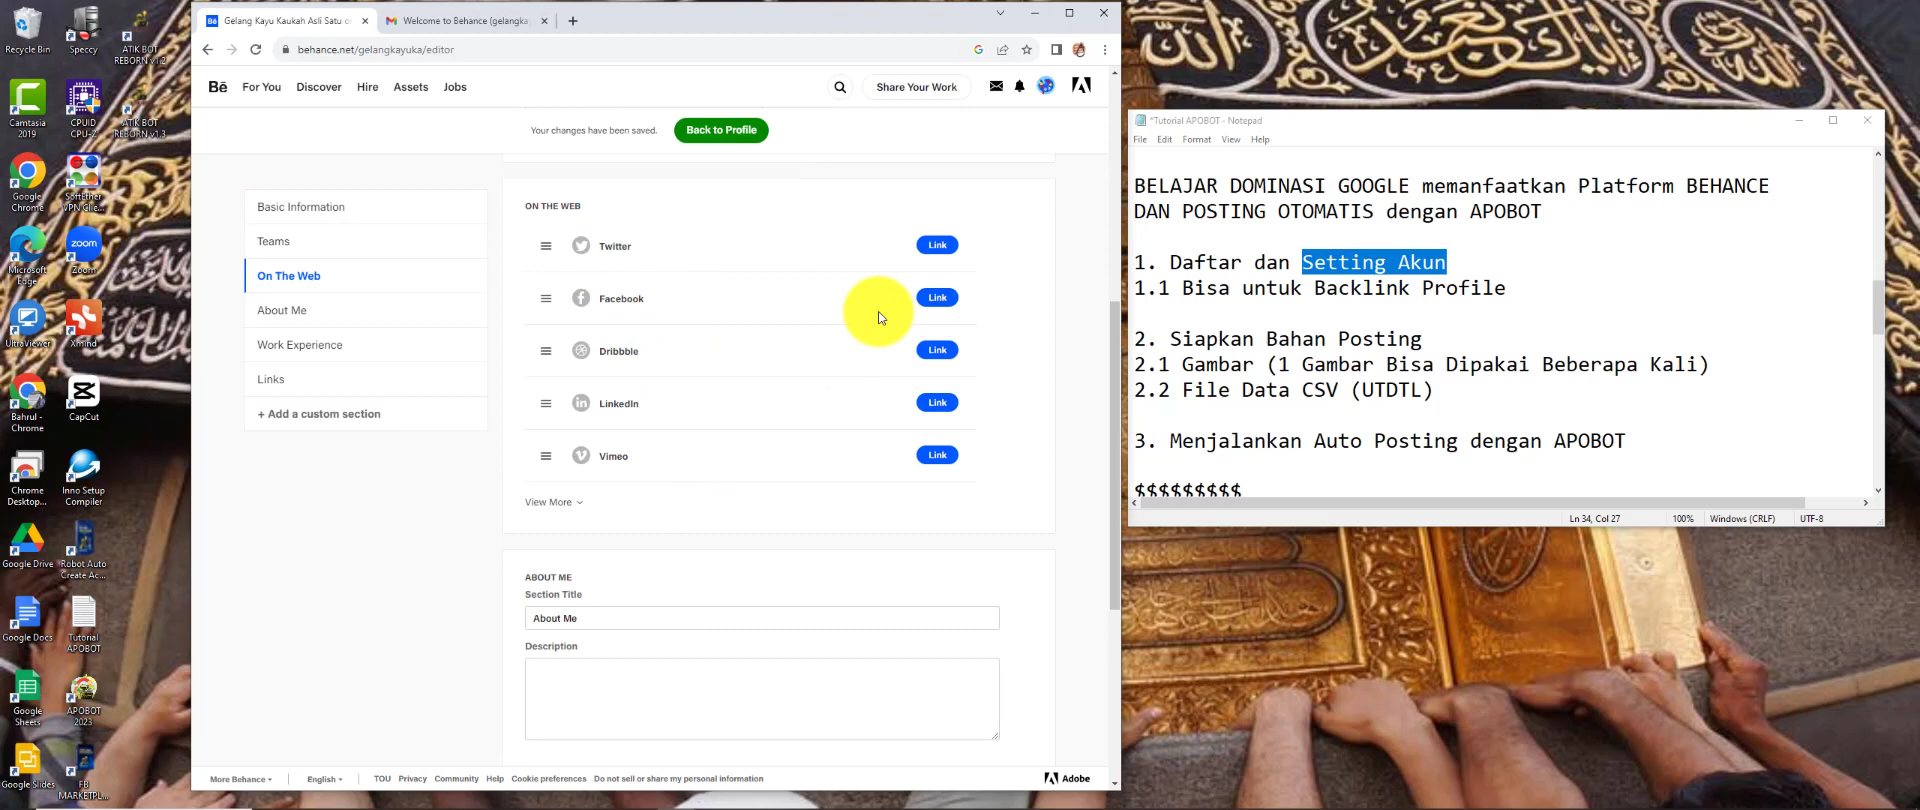 Recycle Bin
Speccy
ATIK BOT
REBORN v1.2
Camtasia
2019
CPUID
CPU-Z
ATIK BOT
REBORN v1.3
Google
Chrome
SoftEther
VPN Clie...
Microsoft
Edge
Zoom
UltraViewer
Xmind
Bahrul -
Chrome
CapCut
Chrome
Desktop...
Inno Setup
Compiler
Google Drive
Robot Auto
Create Ac...
Google Docs
Tutorial
APOBOT
Google
Sheets
APOBOT
2023
Google Slides
FB
MARKETPL...
Gelang Kayu Kaukah Asli Satu o
Welcome to Behance (gelangka
behance.net/gelangkayuka/editor
Bē For You Discover Hire Assets Jobs
Share Your Work
Your changes have been saved. Back to Profile
Basic Information
Teams
On The Web
About Me
Work Experience
Links
+ Add a custom section
ON THE WEB
Twitter Link
Facebook Link
Dribbble Link
LinkedIn Link
Vimeo Link
View More
ABOUT ME
Section Title
About Me
Description
More Behance English TOU Privacy Community Help Cookie preferences Do not sell or share my personal information Adobe
*Tutorial APOBOT - Notepad
File Edit Format View Help
BELAJAR DOMINASI GOOGLE memanfaatkan Platform BEHANCE
DAN POSTING OTOMATIS dengan APOBOT
1. Daftar dan Setting Akun
1.1 Bisa untuk Backlink Profile
2. Siapkan Bahan Posting
2.1 Gambar (1 Gambar Bisa Dipakai Beberapa Kali)
2.2 File Data CSV (UTDTL)
3. Menjalankan Auto Posting dengan APOBOT
$$$$$$$$$
Ln 34, Col 27 100% Windows (CRLF) UTF-8